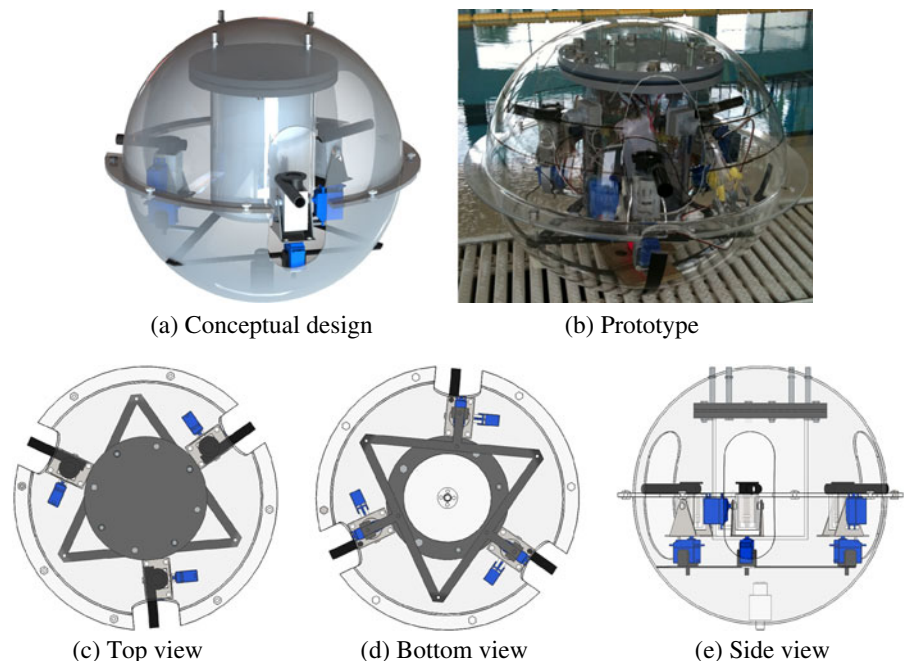 (a) Conceptual design
(b) Prototype
(c) Top view
(d) Bottom view
(e) Side view